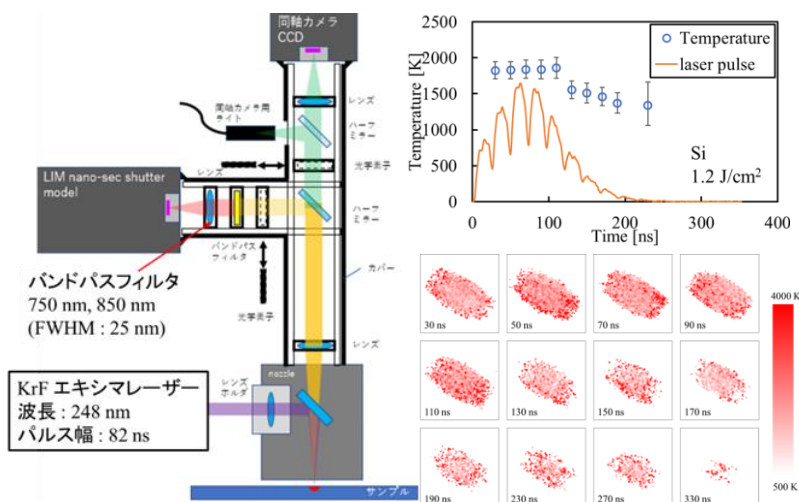 同軸カメラ
CCD
レンズ
同軸カメラ用
ライト
ハーフ
ミラー
光学素子
LIM nano-sec shutter
model
レンズ
ハーフ
ミラー
バンドパス
フィルタ
カバー
光学素子
バンドパスフィルタ
750 nm, 850 nm
(FWHM : 25 nm)
レンズ
nozzle
レンズ
ホルダ
KrF エキシマレーザー
波長 : 248 nm
パルス幅 : 82 ns
サンプル
Temperature [K]
2500
2000
1500
1000
500
0
Temperature
laser pulse
Si
1.2 J/cm²
0
100
200
300
400
Time [ns]
30 ns
50 ns
70 ns
90 ns
110 ns
130 ns
150 ns
170 ns
190 ns
230 ns
270 ns
330 ns
4000 K
500 K